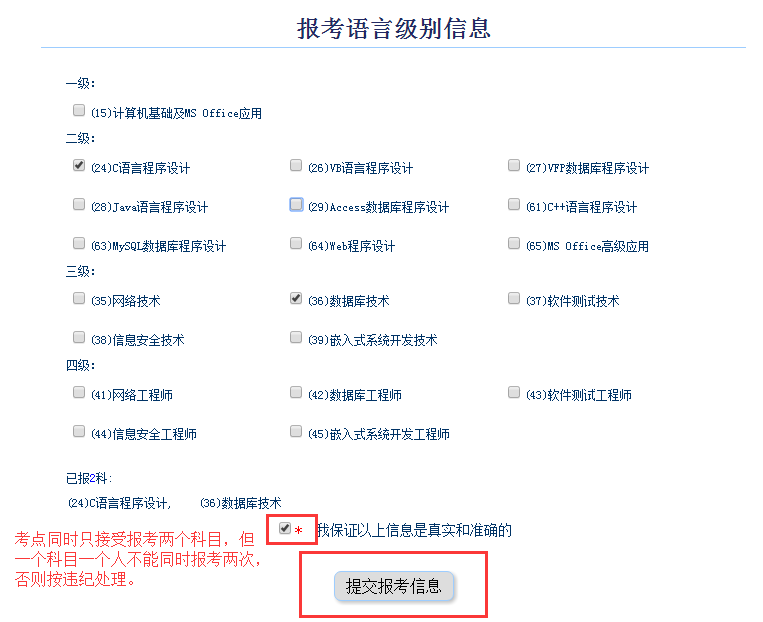 报考语言级别信息
一级：
(15)计算机基础及MS Office应用
二级：
(24)C语言程序设计 (26)VB语言程序设计 (27)VFP数据库程序设计
(28)Java语言程序设计 (29)Access数据库程序设计 (61)C++语言程序设计
(63)MySQL数据库程序设计 (64)Web程序设计 (65)MS Office高级应用
三级：
(35)网络技术 (36)数据库技术 (37)软件测试技术
(38)信息安全技术 (39)嵌入式系统开发技术
四级：
(41)网络工程师 (42)数据库工程师 (43)软件测试工程师
(44)信息安全工程师 (45)嵌入式系统开发工程师
已报2科:
(24)C语言程序设计, (36)数据库技术
* 我保证以上信息是真实和准确的
考点同时只接受报考两个科目，但
一个科目一个人不能同时报考两次，
否则按违纪处理。
提交报考信息